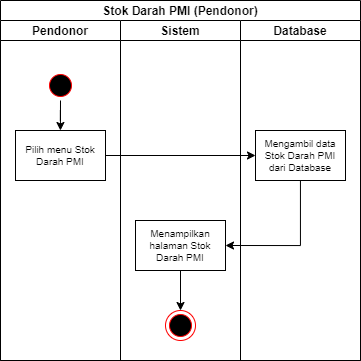 Stok Darah PMI (Pendonor)
Pendonor
Sistem
Database
Pilih menu Stok
Darah PMI
Mengambil data
Stok Darah PMI
dari Database
Menampilkan
halaman Stok
Darah PMI